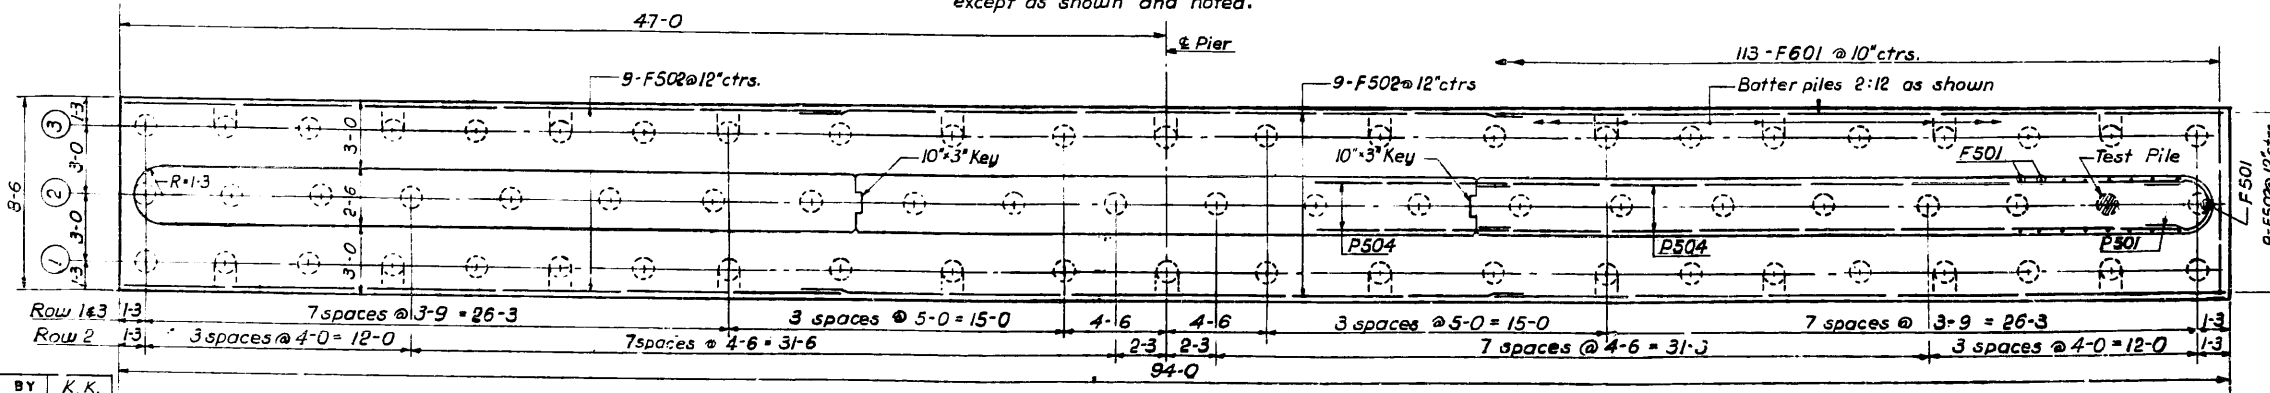 except as shown and noted.
47-0
℄ Pier
113-F601 @ 10" ctrs.
9-F502@12"ctrs.
9-F502@12"ctrs
Batter piles 2:12 as shown
8-6
1-3
3-0
3-0
1-3
3
2
1
3-0
2-6
3-0
R=1-3
10"×3" Key
10"×3" Key
F501
Test Pile
F501
9-F502@12"ctrs
P504
P504
P501
Row 1&3 1-3 7 spaces @ 3-9 = 26-3 3 spaces @ 5-0 = 15-0 4-6 4-6 3 spaces @ 5-0 = 15-0 7 spaces @ 3-9 = 26-3 1-3
Row 2 1-3 3 spaces @ 4-0 = 12-0 7 spaces @ 4-6 = 31-6 2-3 2-3 7 spaces @ 4-6 = 31- 3 spaces @ 4-0 = 12-0 1-3
94-0
BY K.K.